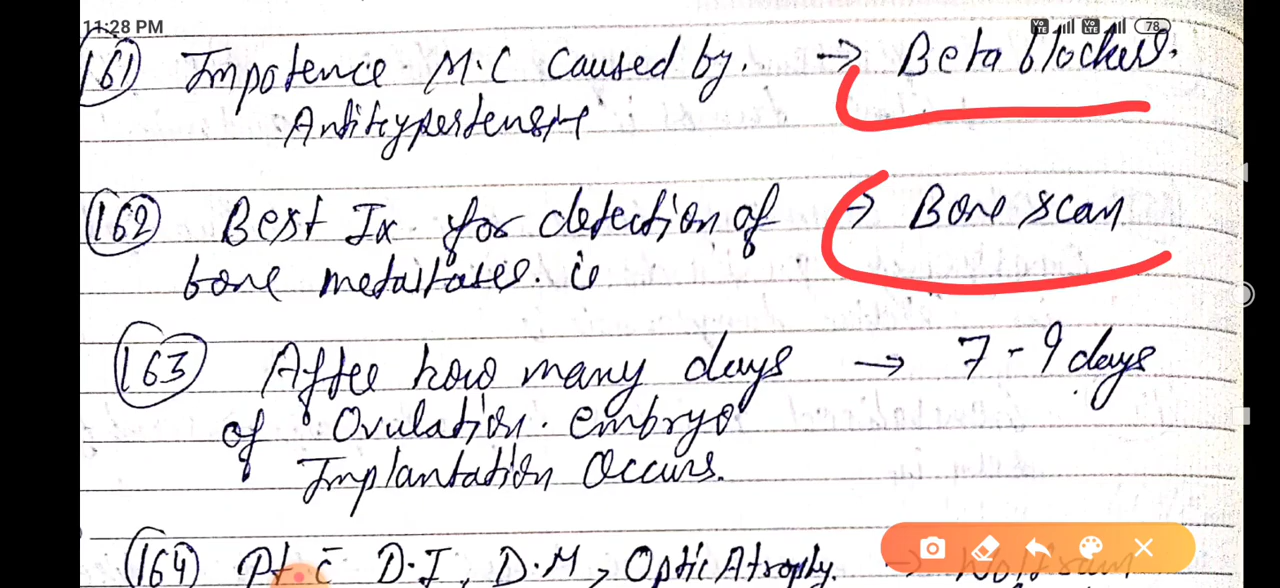 11:28 PM
78
161) Impotence M.C caused by. → Beta blockers.
Antihypertensive
162) Best Ix for detection of → Bone scan
bone metastases. is
163) After how many days → 7-9 days
of Ovulation. embryo
Implantation Occurs.
164) Pt c̄ D.I, D.M, Optic Atrophy. → Wolfram